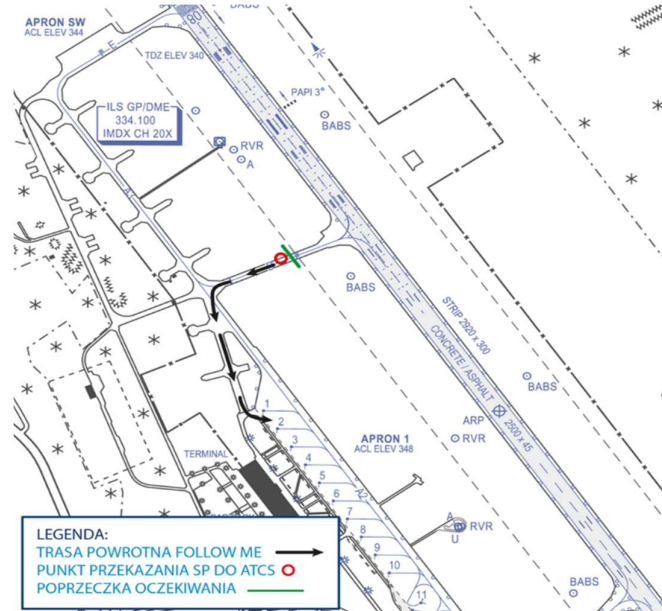 APRON SW
ACL ELEV 344
E
08
TDZ ELEV 340
BABS
ILS GP/DME
334.100
IMDX CH 20X
PAPI 3°
BABS
RVR
A
BABS
STRIP 2920 x 300
CONCRETE / ASPHALT
2500 x 45
BABS
ARP
RVR
1
2
3
4
5
6
7
8
9
10
11
APRON 1
ACL ELEV 348
TERMINAL
A
RVR
U
BABS
LEGENDA:
TRASA POWROTNA FOLLOW ME
PUNKT PRZEKAZANIA SP DO ATCS
POPRZECZKA OCZEKIWANIA